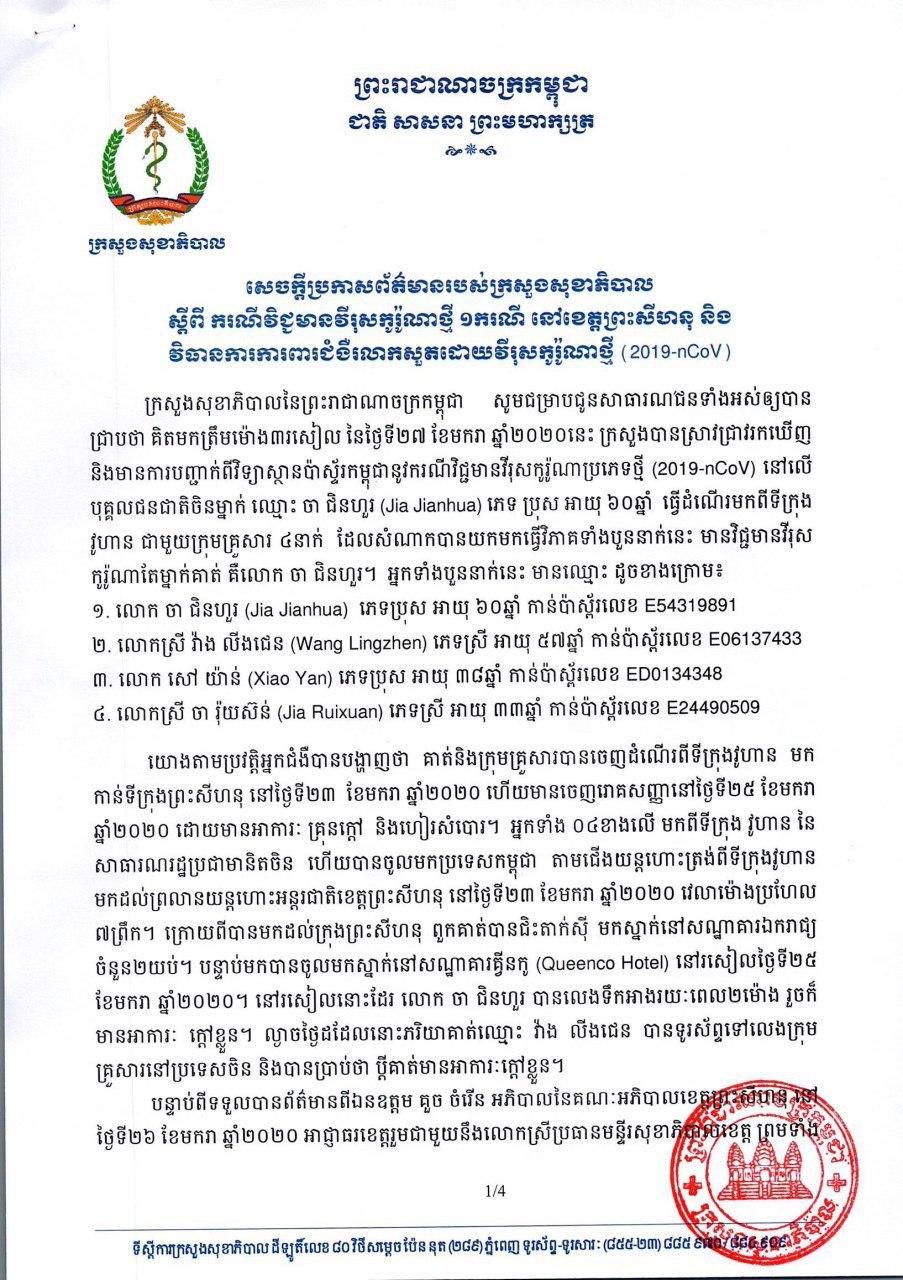 ព្រះរាជាណាចក្រកម្ពុជា
ជាតិ សាសនា ព្រះមហាក្សត្រ
ក្រសួងសុខាភិបាល
សេចក្តីប្រកាសព័ត៌មានរបស់ក្រសួងសុខាភិបាល
ស្តីពី ករណីវិជ្ជមានវីរុសកូរ៉ូណាថ្មី ១ករណី នៅខេត្តព្រះសីហនុ និង
វិធានការការពារជំងឺរលាកសួតដោយវីរុសកូរ៉ូណាថ្មី (2019-nCoV)
ក្រសួងសុខាភិបាលនៃព្រះរាជាណាចក្រកម្ពុជា សូមជម្រាបជូនសាធារណជនទាំងអស់ឲ្យបាន
ជ្រាបថា គិតមកត្រឹមម៉ោង៣រសៀល នៃថ្ងៃទី២៧ ខែមករា ឆ្នាំ២០២០នេះ ក្រសួងបានស្រាវជ្រាវរកឃើញ
និងមានការបញ្ជាក់ពីវិទ្យាស្ថានប៉ាស្ទ័រកម្ពុជានូវករណីវិជ្ជមានវីរុសកូរ៉ូណាប្រភេទថ្មី (2019-nCoV) នៅលើ
បុគ្គលជនជាតិចិនម្នាក់ ឈ្មោះ ចា ជិនហួរ (Jia Jianhua) ភេទ ប្រុស អាយុ ៦០ឆ្នាំ ធ្វើដំណើរមកពីទីក្រុង
វូហាន ជាមួយក្រុមគ្រួសារ ៤នាក់ ដែលសំណាកបានយកមកធ្វើវិភាគទាំងបួននាក់នេះ មានវិជ្ជមានវីរុស
កូរ៉ូណាតែម្នាក់គាត់ គឺលោក ចា ជិនហួរ។ អ្នកទាំងបួននាក់នេះ មានឈ្មោះ ដូចខាងក្រោម៖
១. លោក ចា ជិនហួរ (Jia Jianhua) ភេទប្រុស អាយុ ៦០ឆ្នាំ កាន់ប៉ាស្ព័រលេខ E54319891
២. លោកស្រី វ៉ាង លីងជេន (Wang Lingzhen) ភេទស្រី អាយុ ៥៧ឆ្នាំ កាន់ប៉ាស្ព័រលេខ E06137433
៣. លោក សៅ យ៉ាន់ (Xiao Yan) ភេទប្រុស អាយុ ៣៨ឆ្នាំ កាន់ប៉ាស្ព័រលេខ ED0134348
៤. លោកស្រី ចា រ៉ុយស៊ន់ (Jia Ruixuan) ភេទស្រី អាយុ ៣៣ឆ្នាំ កាន់ប៉ាស្ព័រលេខ E24490509
យោងតាមប្រវត្តិអ្នកជំងឺបានបង្ហាញថា គាត់និងក្រុមគ្រួសារបានចេញដំណើរពីទីក្រុងវូហាន មក
កាន់ទីក្រុងព្រះសីហនុ នៅថ្ងៃទី២៣ ខែមករា ឆ្នាំ២០២០ ហើយមានចេញរោគសញ្ញានៅថ្ងៃទី២៥ ខែមករា
ឆ្នាំ២០២០ ដោយមានអាការៈ គ្រុនក្តៅ និងហៀរសំបោរ។ អ្នកទាំង ០៤ខាងលើ មកពីទីក្រុង វូហាន នៃ
សាធារណរដ្ឋប្រជាមានិតចិន ហើយបានចូលមកប្រទេសកម្ពុជា តាមជើងយន្តហោះត្រង់ពីទីក្រុងវូហាន
មកដល់ព្រលានយន្តហោះអន្តរជាតិខេត្តព្រះសីហនុ នៅថ្ងៃទី២៣ ខែមករា ឆ្នាំ២០២០ វេលាម៉ោងប្រហែល
៧ព្រឹក។ ក្រោយពីបានមកដល់ក្រុងព្រះសីហនុ ពួកគាត់បានជិះតាក់ស៊ី មកស្នាក់នៅសណ្ឋាគារឯករាជ្យ
ចំនួន២យប់។ បន្ទាប់មកបានចូលមកស្នាក់នៅសណ្ឋាគារគ្វីនកូ (Queenco Hotel) នៅរសៀលថ្ងៃទី២៥
ខែមករា ឆ្នាំ២០២០។ នៅរសៀលនោះដែរ លោក ចា ជិនហួរ បានលេងទឹកអាងរយៈពេល២ម៉ោង រួចក៏
មានអាការៈ ក្តៅខ្លួន។ ល្ងាចថ្ងៃដដែលនោះភរិយាគាត់ឈ្មោះ វ៉ាង លីងជេន បានទូរស័ព្ទទៅលេងក្រុម
គ្រួសារនៅប្រទេសចិន និងបានប្រាប់ថា ប្តីគាត់មានអាការៈក្តៅខ្លួន។
បន្ទាប់ពីទទួលបានព័ត៌មានពីឯនឧត្តម គួច ចំរើន អភិបាលនៃគណៈអភិបាលខេត្តព្រះសីហនុ នៅ
ថ្ងៃទី២៦ ខែមករា ឆ្នាំ២០២០ អាជ្ញាធរខេត្តរួមជាមួយនឹងលោកស្រីប្រធានមន្ទីរសុខាភិបាលខេត្ត ព្រមទាំង
1/4
ទីស្តីការក្រសួងសុខាភិបាល ដីឡូតិ៍លេខ ៨០ វិថី សម្តេច ប៉ែន នុត (២៨៩) ភ្នំពេញ ទូរស័ព្ទ-ទូរសារៈ (៨៥៥-២៣) ៨៨៥ ៩៧០ / ៨៨៤ ៩០៩